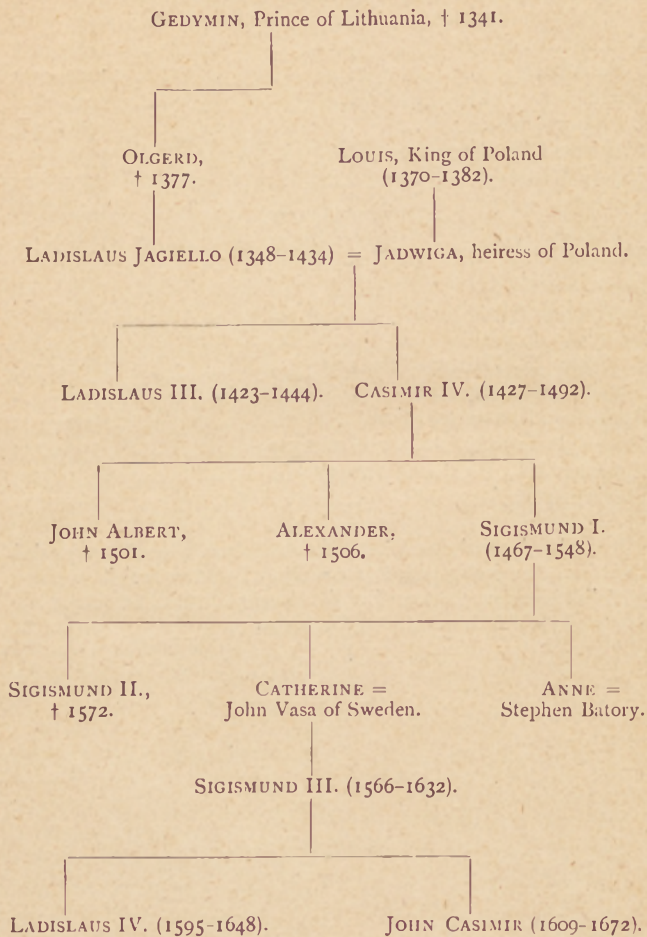 GEDYMIN, Prince of Lithuania, † 1341.
OLGERD,
† 1377.
LOUIS, King of Poland
(1370–1382).
LADISLAUS JAGIELLO (1348–1434) = JADWIGA, heiress of Poland.
LADISLAUS III. (1423–1444).
CASIMIR IV. (1427–1492).
JOHN ALBERT,
† 1501.
ALEXANDER,
† 1506.
SIGISMUND I.
(1467–1548).
SIGISMUND II.,
† 1572.
CATHERINE =
John Vasa of Sweden.
ANNE =
Stephen Batory.
SIGISMUND III. (1566–1632).
LADISLAUS IV. (1595–1648).
JOHN CASIMIR (1609–1672).